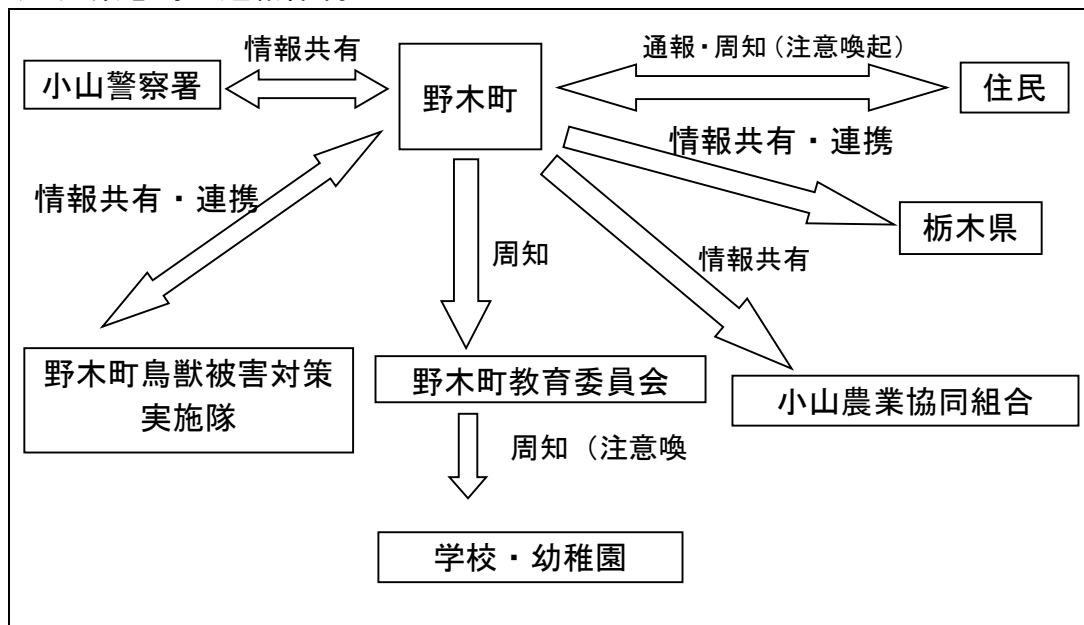 情報共有
通報・周知（注意喚起）
小山警察署
野木町
住民
情報共有・連携
情報共有・連携
栃木県
周知
情報共有
野木町鳥獣被害対策
実施隊
野木町教育委員会
小山農業協同組合
周知（注意喚
学校・幼稚園